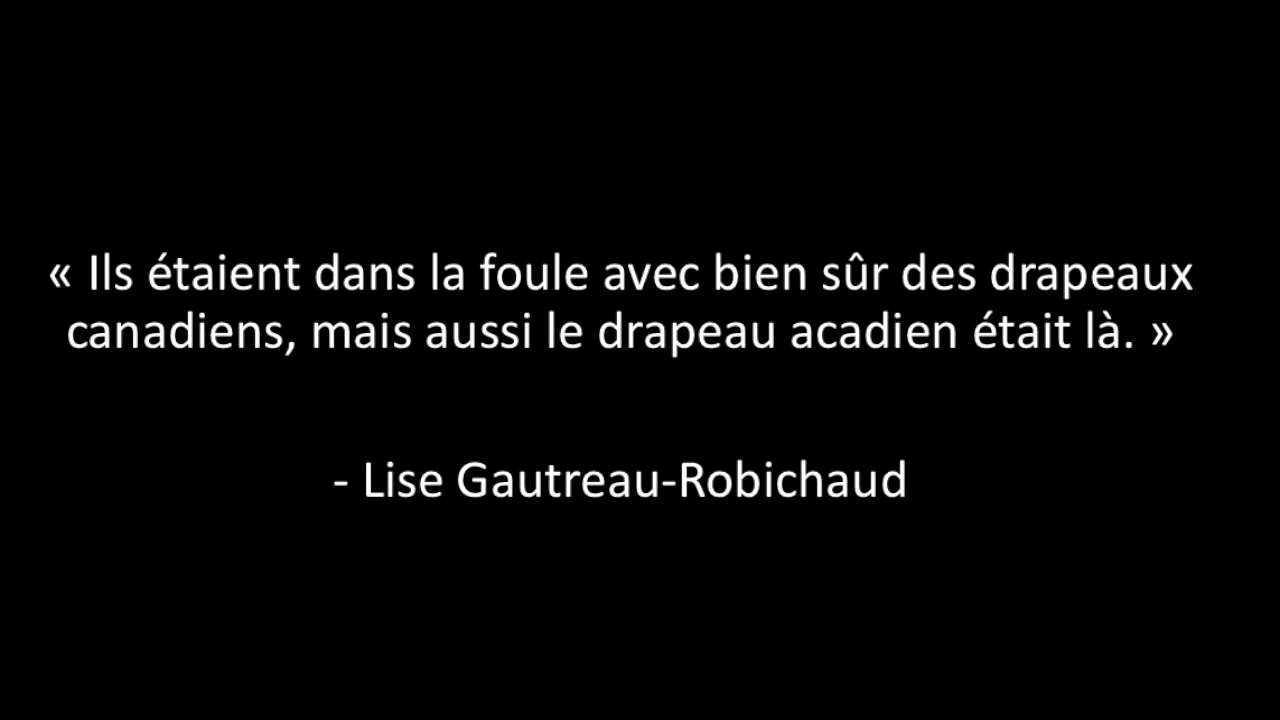 « Ils étaient dans la foule avec bien sûr des drapeaux
canadiens, mais aussi le drapeau acadien était là. »
- Lise Gautreau-Robichaud